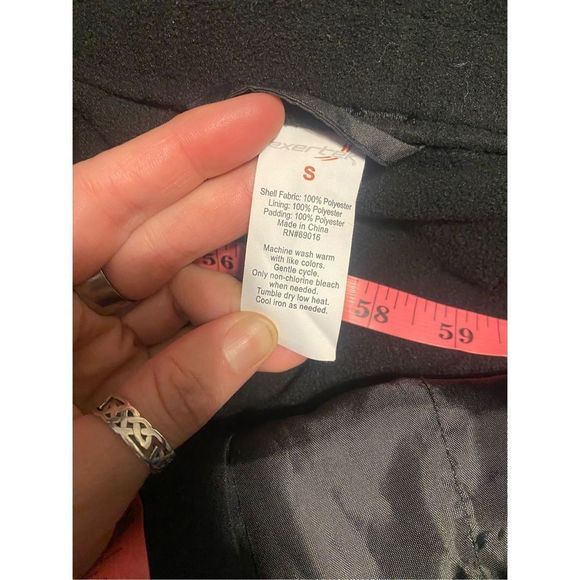 exertek
S
Shell Fabric: 100% Polyester
Lining: 100% Polyester
Padding: 100% Polyester
Made in China
RN#69016
Machine wash warm
with like colors.
Gentle cycle.
Only non-chlorine bleach
when needed.
Tumble dry low heat.
Cool iron as needed.
56
58
59